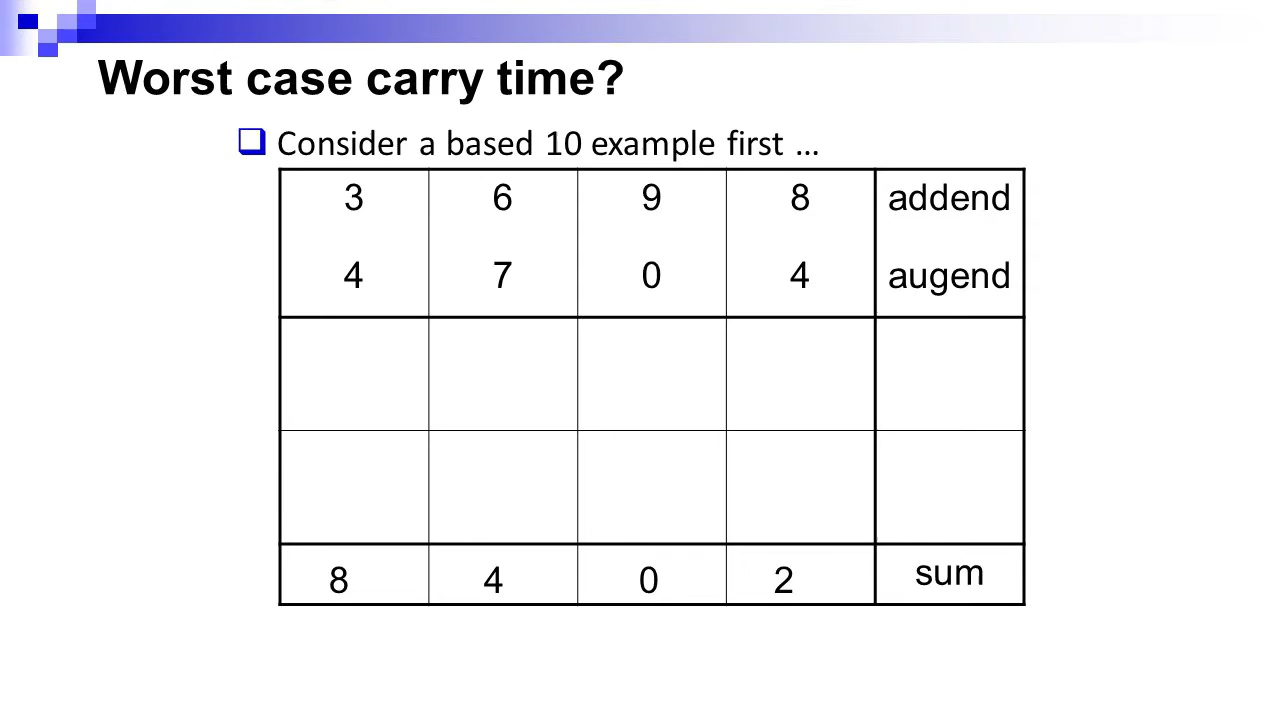 Worst case carry time?
Consider a based 10 example first …
3 6 9 8 addend
4 7 0 4 augend
8 4 0 2 sum